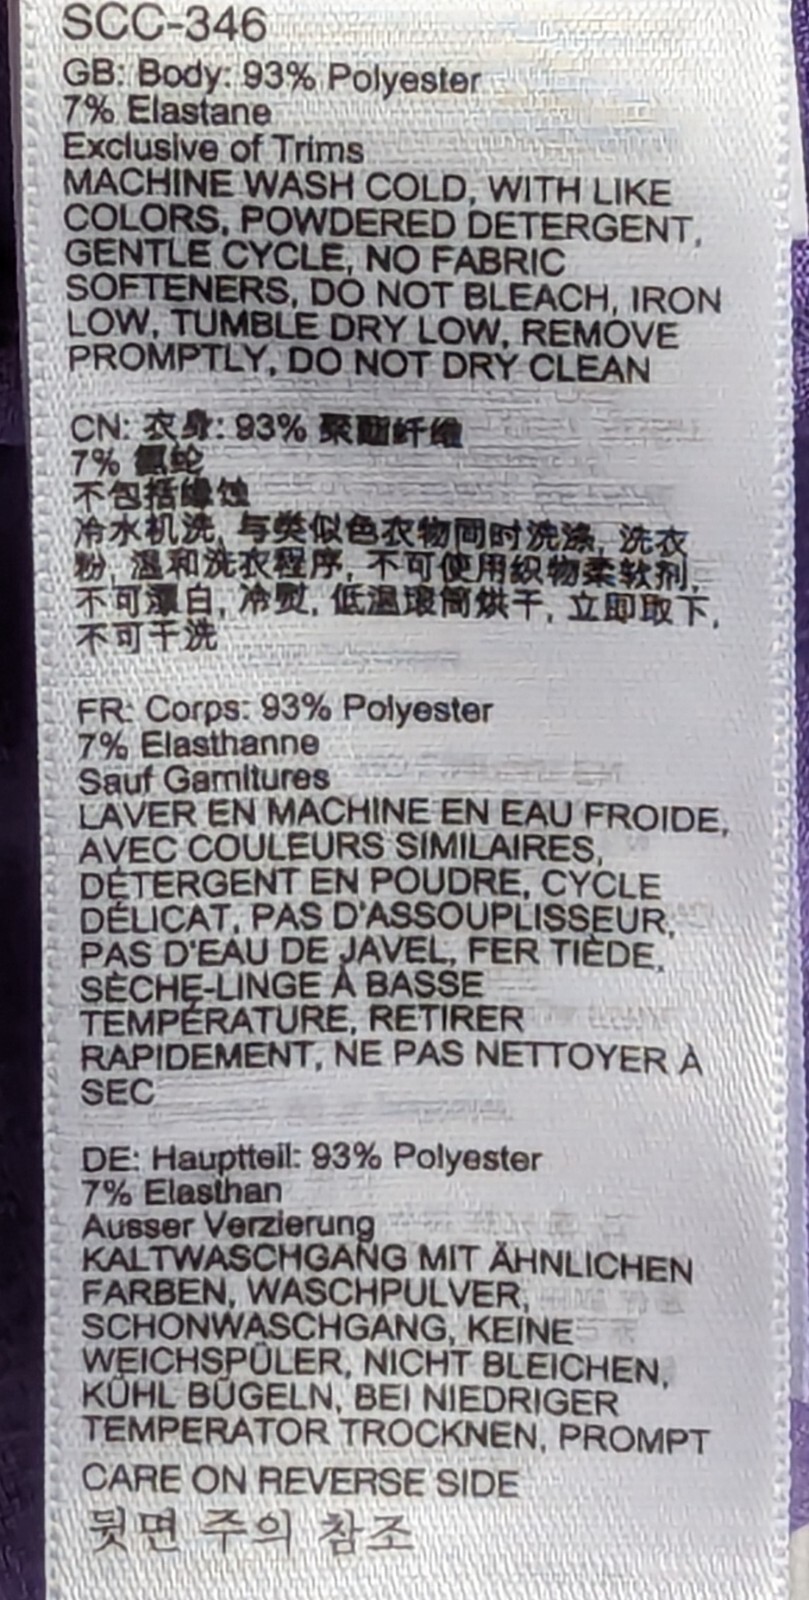 SCC-346
GB: Body: 93% Polyester
7% Elastane
Exclusive of Trims
MACHINE WASH COLD, WITH LIKE
COLORS, POWDERED DETERGENT,
GENTLE CYCLE, NO FABRIC
SOFTENERS, DO NOT BLEACH, IRON
LOW, TUMBLE DRY LOW, REMOVE
PROMPTLY, DO NOT DRY CLEAN
CN: 衣身: 93% 聚酯纤维
7% 氨纶
不包括
冷水机洗, 与类似色衣物同时洗涤, 洗衣
粉, 温和洗衣程序, 不可使用织物柔软剂,
不可漂白, 冷熨, 低温滚筒烘干, 立即取下,
不可干洗
FR: Corps: 93% Polyester
7% Elasthanne
Sauf Garnitures
LAVER EN MACHINE EN EAU FROIDE,
AVEC COULEURS SIMILAIRES,
DÉTERGENT EN POUDRE, CYCLE
DÉLICAT, PAS D'ASSOUPLISSEUR,
PAS D'EAU DE JAVEL, FER TIÈDE,
SÈCHE-LINGE À BASSE
TEMPÉRATURE, RETIRER
RAPIDEMENT, NE PAS NETTOYER À
SEC
DE: Hauptteil: 93% Polyester
7% Elasthan
Ausser Verzierung
KALTWASCHGANG MIT ÄHNLICHEN
FARBEN, WASCHPULVER,
SCHONWASCHGANG, KEINE
WEICHSPÜLER, NICHT BLEICHEN,
KÜHL BÜGELN, BEI NIEDRIGER
TEMPERATOR TROCKNEN, PROMPT
CARE ON REVERSE SIDE
뒷면 주의 참조